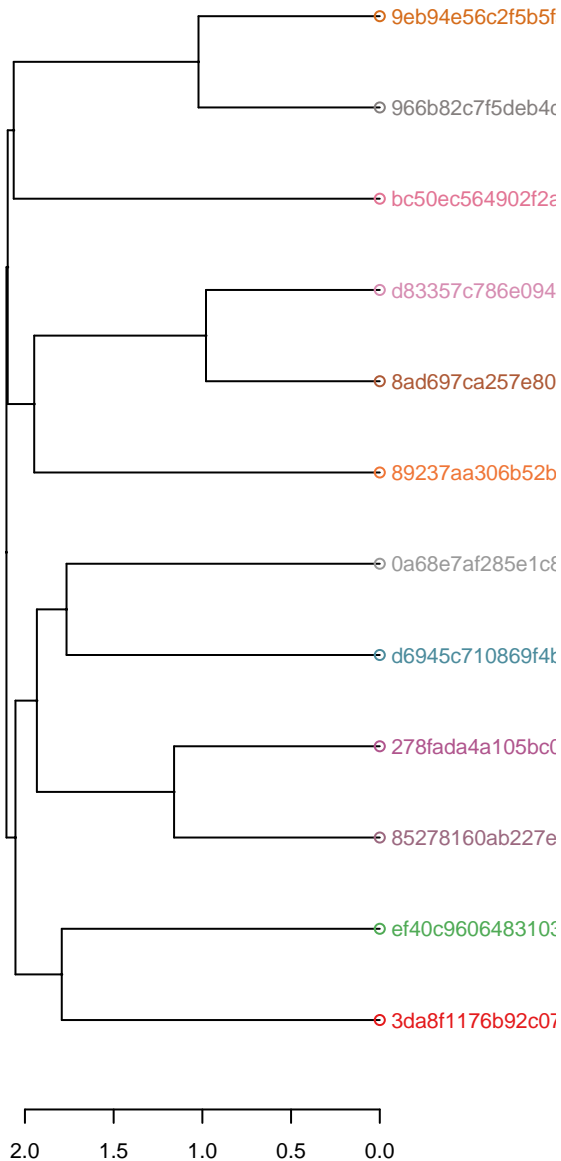 9eb94e56c2f5b5f
966b82c7f5deb4c
bc50ec564902f2a
d83357c786e094
8ad697ca257e80
89237aa306b52b
0a68e7af285e1c8
d6945c710869f4b
278fada4a105bc0
85278160ab227e
ef40c9606483103
3da8f1176b92c07
2.0 1.5 1.0 0.5 0.0